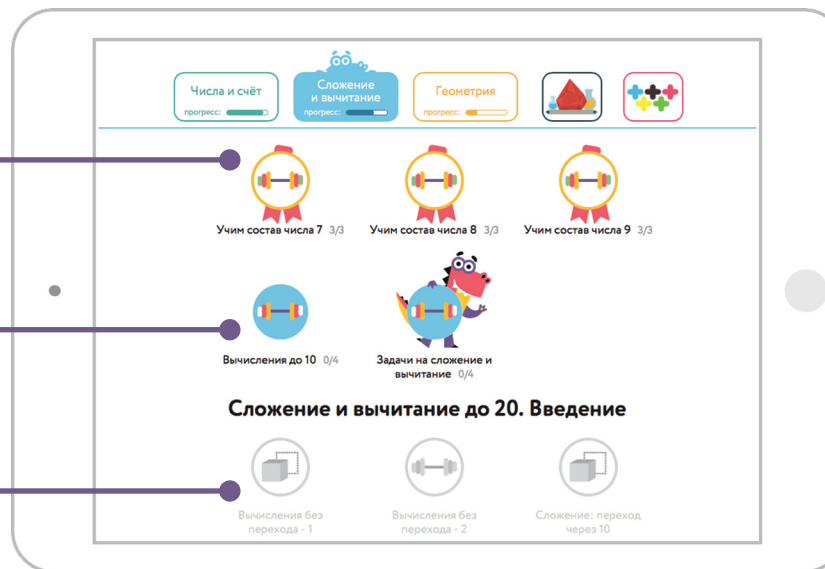 Числа и счёт
прогресс:
Сложение
и вычитание
прогресс:
Геометрия
прогресс:
Учим состав числа 7 3/3
Учим состав числа 8 3/3
Учим состав числа 9 3/3
Вычисления до 10 0/4
Задачи на сложение и
вычитание 0/4
Сложение и вычитание до 20. Введение
Вычисления без
перехода - 1
Вычисления без
перехода - 2
Сложение: переход
через 10